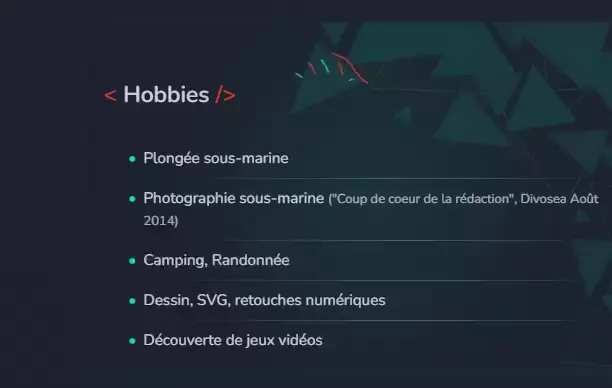 < Hobbies />
Plongée sous-marine
Photographie sous-marine ("Coup de coeur de la rédaction", Divosea Août
2014)
Camping, Randonnée
Dessin, SVG, retouches numériques
Découverte de jeux vidéos